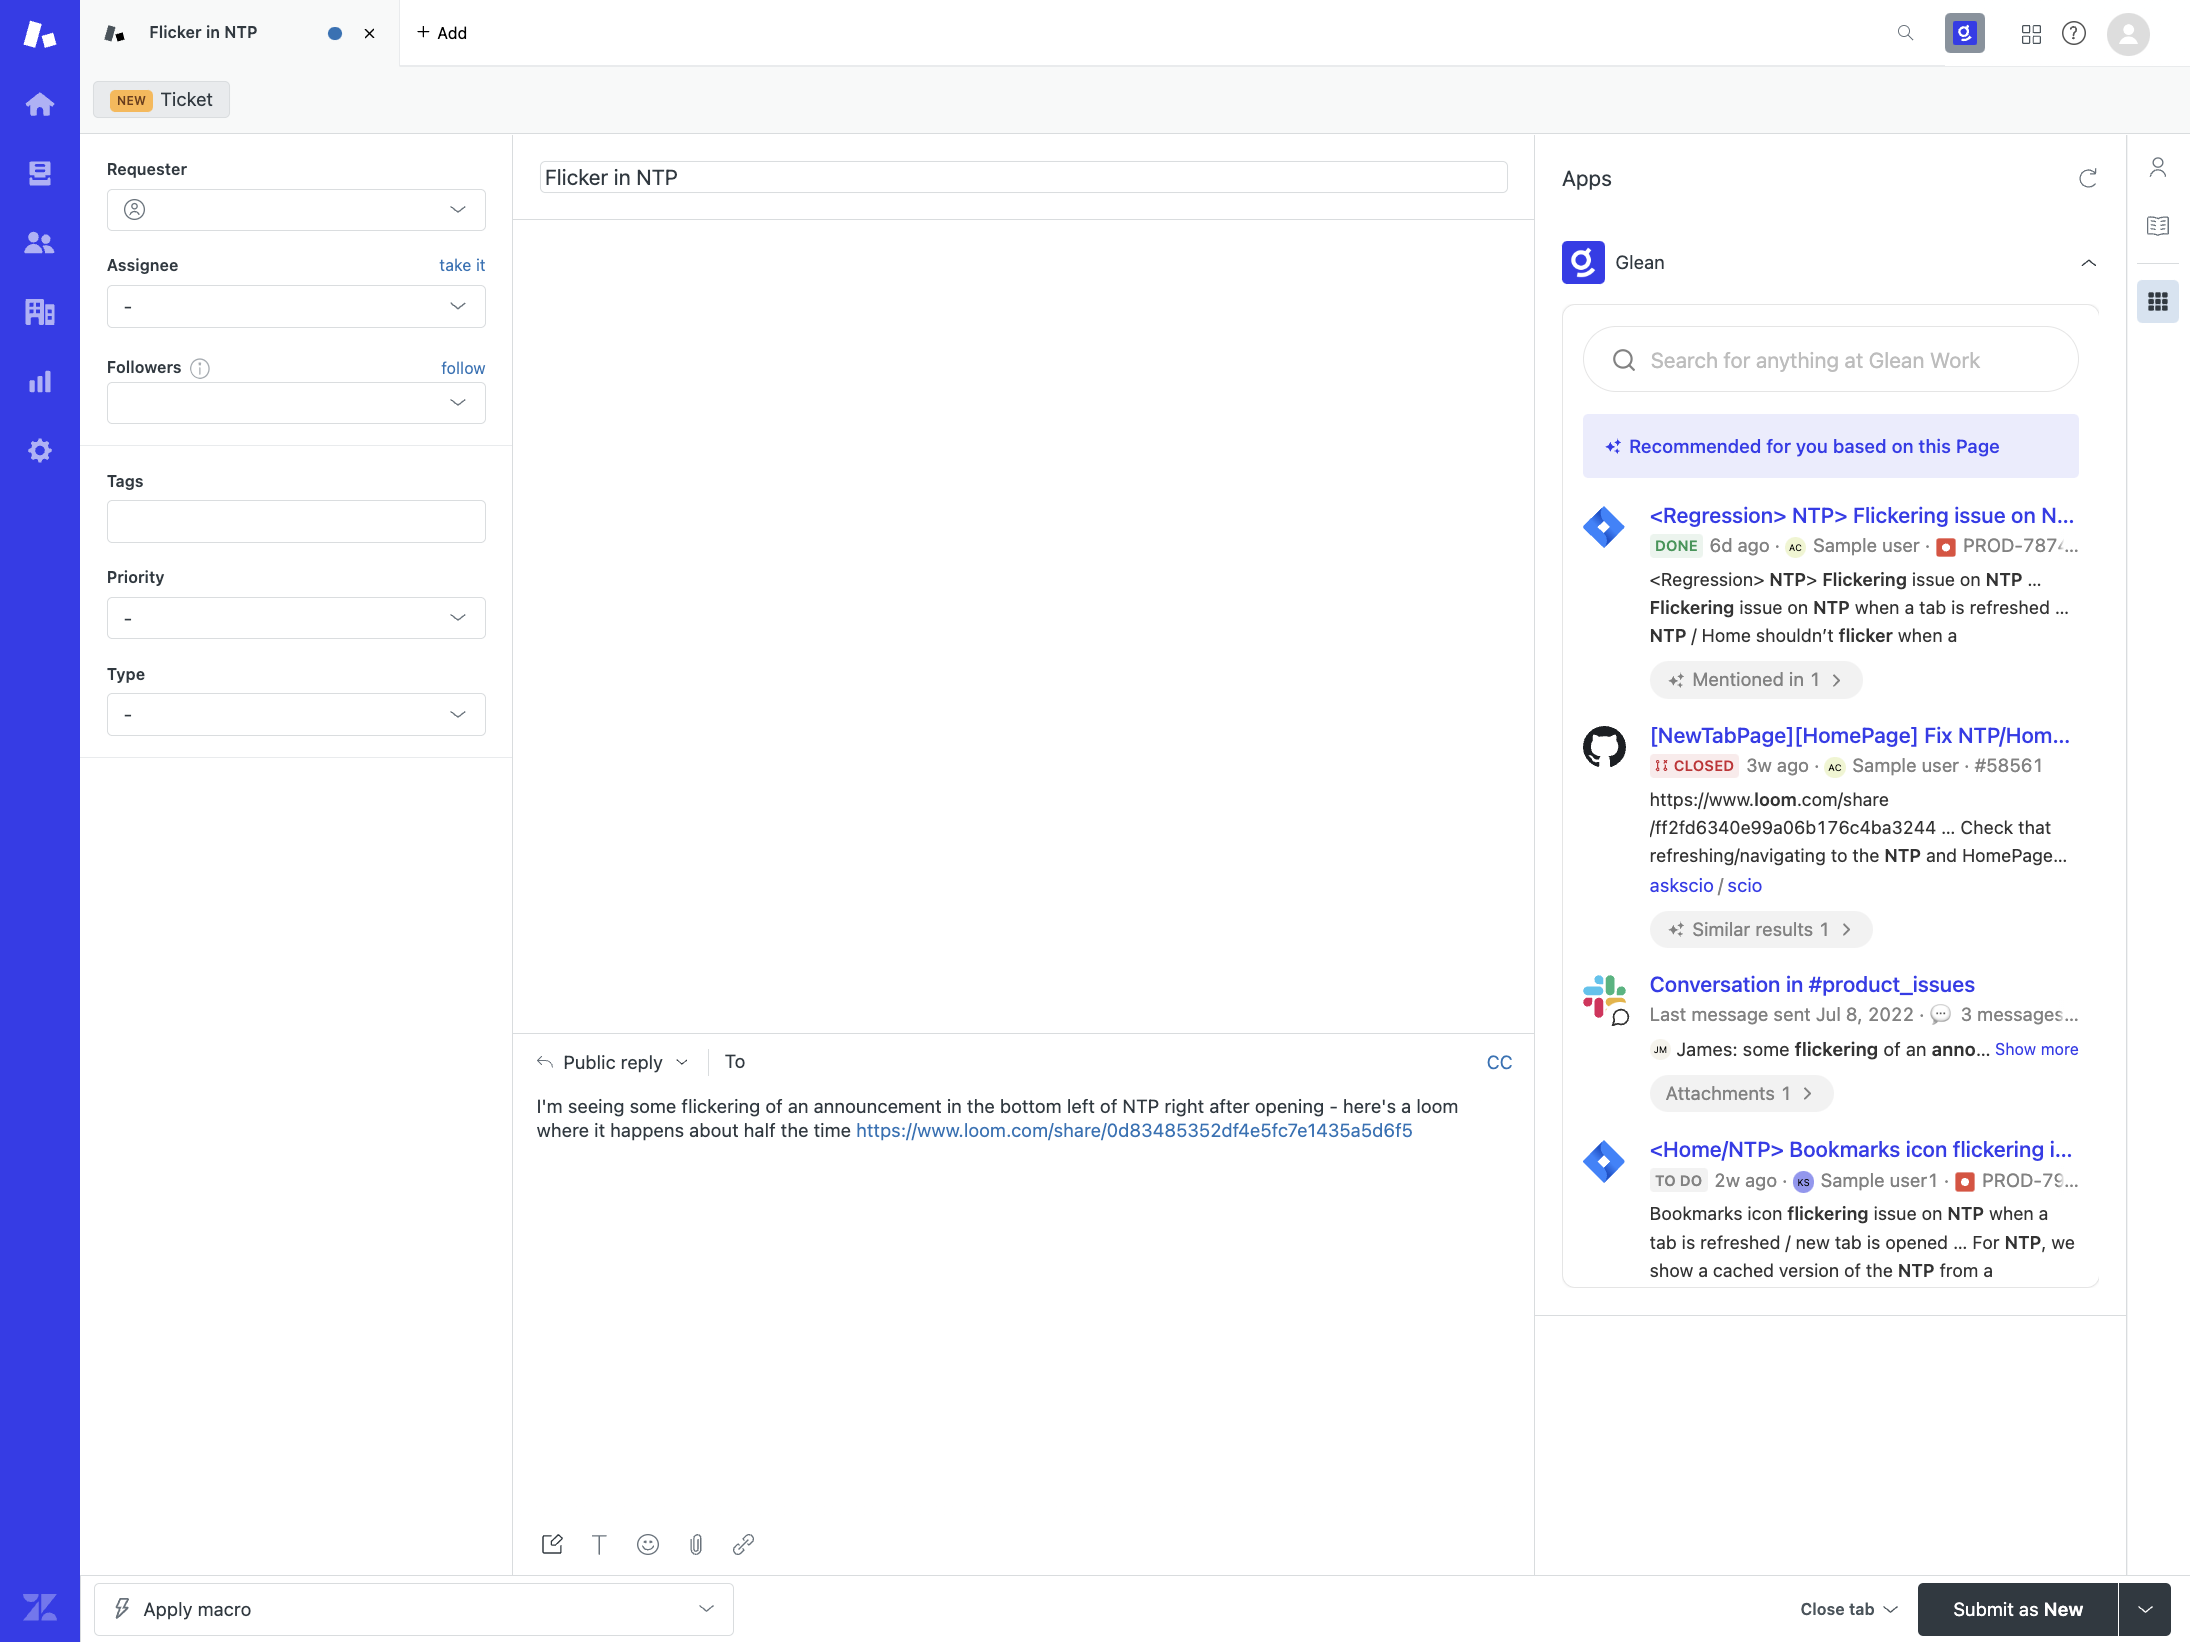 Flicker in NTP
+ Add
NEW Ticket
Requester
Assignee
take it
-
Followers
follow
Tags
Priority
-
Type
-
Flicker in NTP
Public reply
To
CC
I'm seeing some flickering of an announcement in the bottom left of NTP right after opening - here's a loom
where it happens about half the time https://www.loom.com/share/0d83485352df4e5fc7e1435a5d6f5
Apply macro
Apps
Glean
Search for anything at Glean Work
Recommended for you based on this Page
<Regression> NTP> Flickering issue on N...
DONE 6d ago · AC Sample user · PROD-787...
<Regression> NTP> Flickering issue on NTP ...
Flickering issue on NTP when a tab is refreshed ...
NTP / Home shouldn't flicker when a
Mentioned in 1
[NewTabPage][HomePage] Fix NTP/Hom...
CLOSED 3w ago · AC Sample user · #58561
https://www.loom.com/share
/ff2fd6340e99a06b176c4ba3244 ... Check that
refreshing/navigating to the NTP and HomePage...
askscio / scio
Similar results 1
Conversation in #product_issues
Last message sent Jul 8, 2022 · 3 messages...
JM James: some flickering of an anno... Show more
Attachments 1
<Home/NTP> Bookmarks icon flickering i...
TO DO 2w ago · KS Sample user1 · PROD-79...
Bookmarks icon flickering issue on NTP when a
tab is refreshed / new tab is opened ... For NTP, we
show a cached version of the NTP from a
Close tab
Submit as New